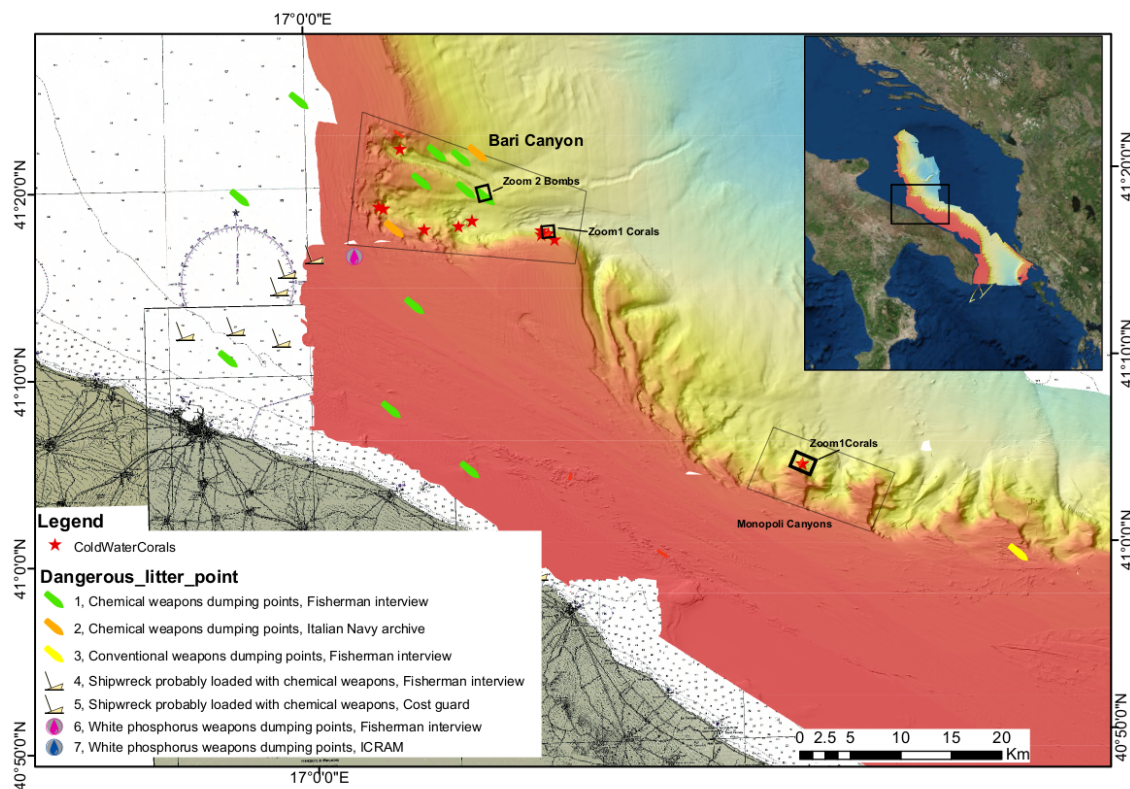 17°0'0"E
Bari Canyon
Zoom 2 Bombs
Zoom1 Corals
41°20'0"N
41°20'0"N
41°10'0"N
41°10'0"N
Zoom1Corals
Monopoli Canyons
41°0'0"N
41°0'0"N
Legend
ColdWaterCorals
Dangerous_litter_point
1, Chemical weapons dumping points, Fisherman interview
2, Chemical weapons dumping points, Italian Navy archive
3, Conventional weapons dumping points, Fisherman interview
4, Shipwreck probably loaded with chemical weapons, Fisherman interview
5, Shipwreck probably loaded with chemical weapons, Cost guard
6, White phosphorus weapons dumping points, Fisherman interview
7, White phosphorus weapons dumping points, ICRAM
0 2.5 5 10 15 20
Km
40°50'0"N
40°50'0"N
17°0'0"E